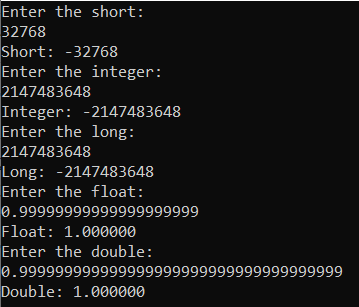 Enter the short:
32768
Short: -32768
Enter the integer:
2147483648
Integer: -2147483648
Enter the long:
2147483648
Long: -2147483648
Enter the float:
0.99999999999999999999
Float: 1.000000
Enter the double:
0.9999999999999999999999999999999999999
Double: 1.000000